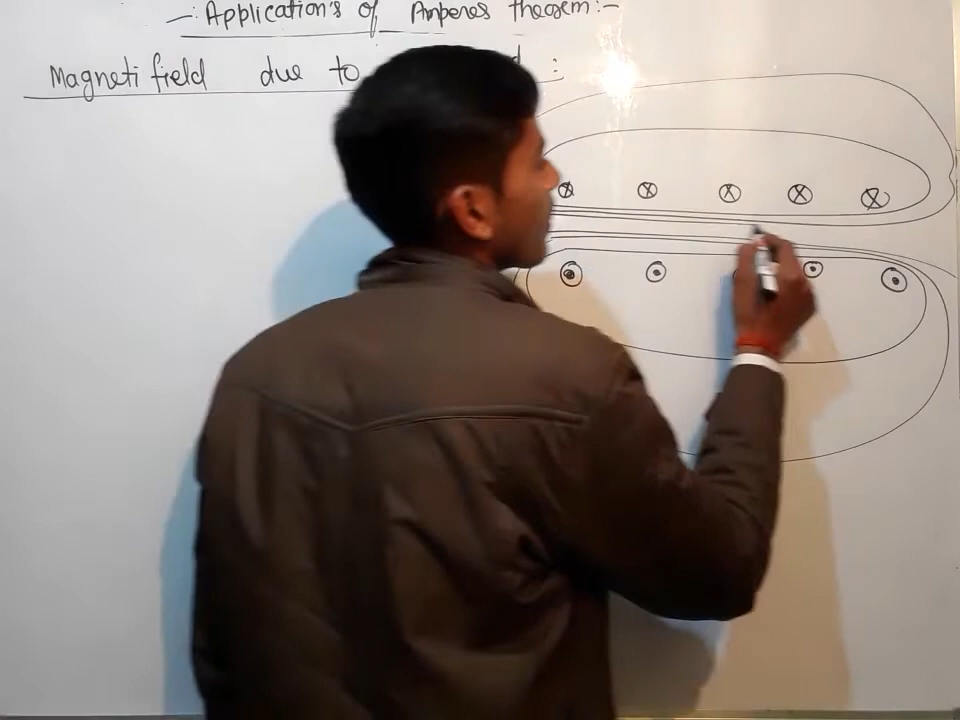 Application's of Amperes theorem:-
Magneti field due to